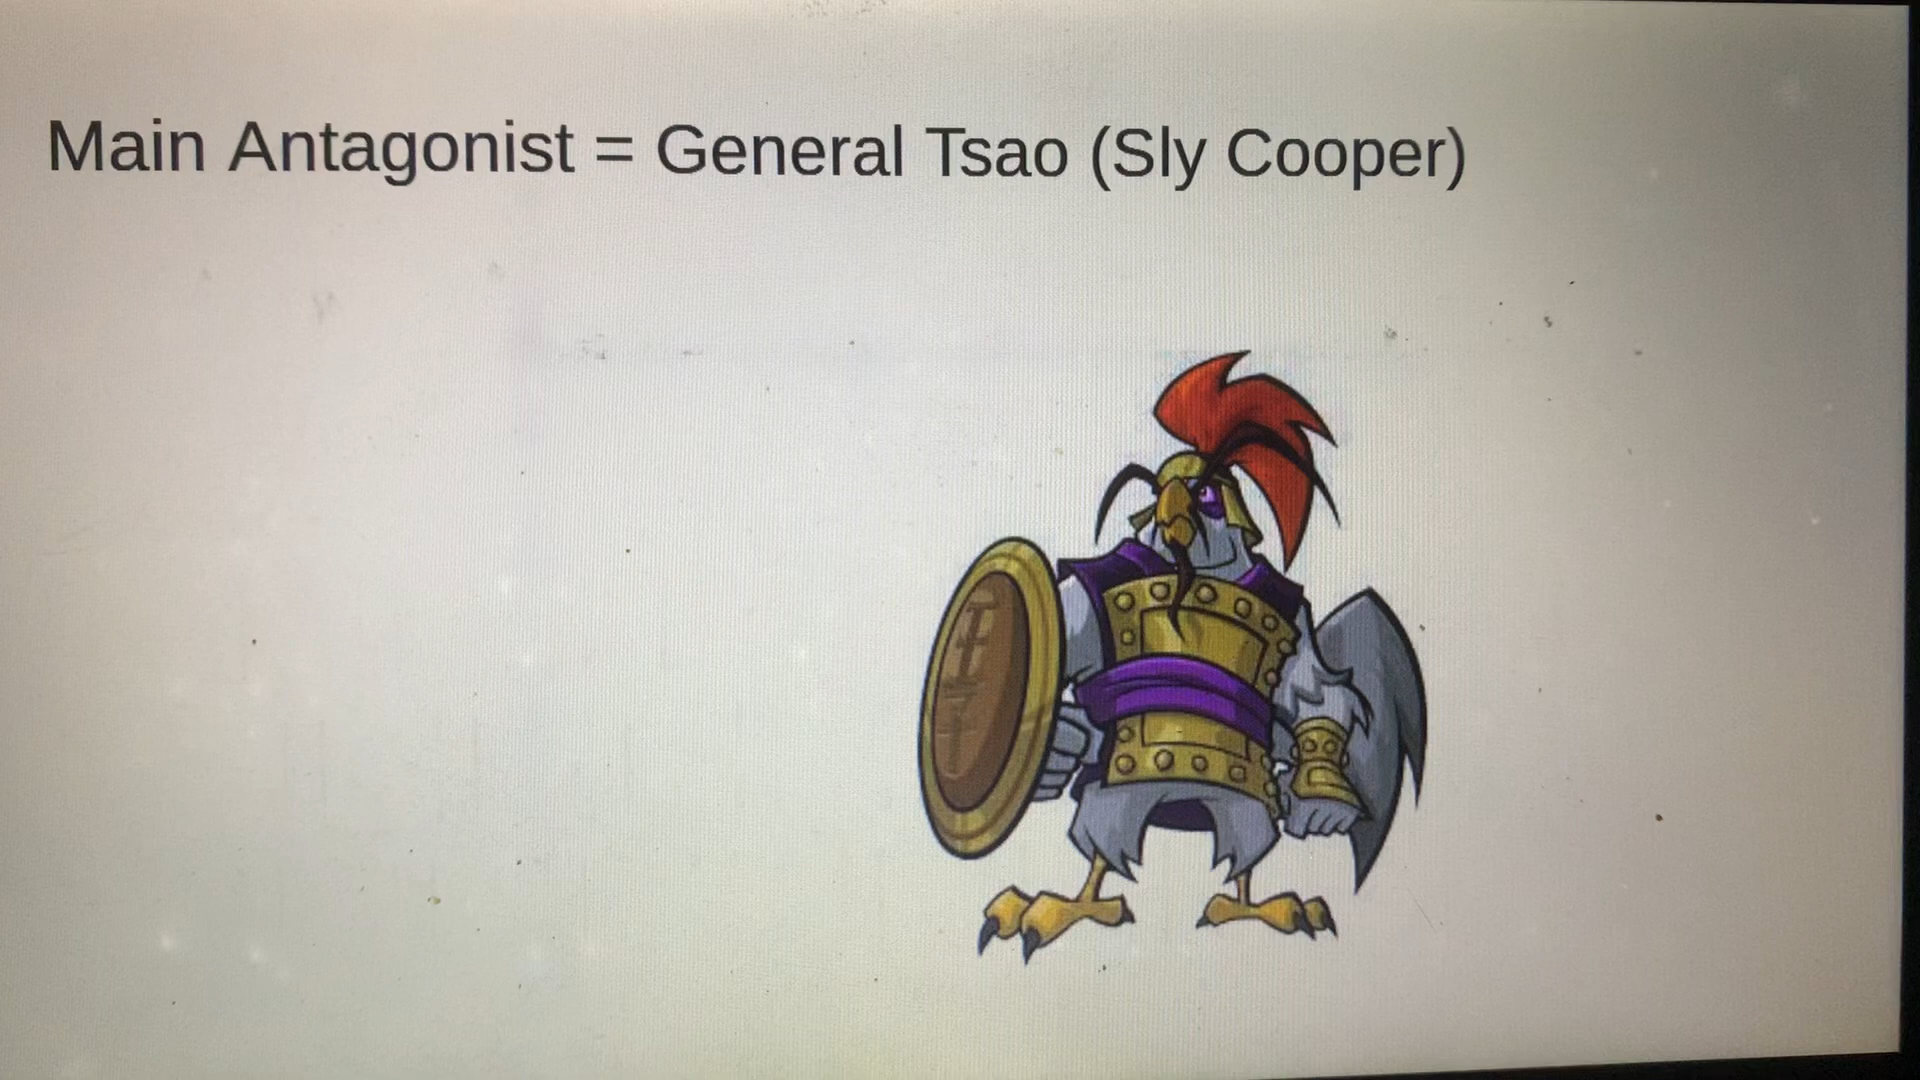 Main Antagonist = General Tsao (Sly Cooper)